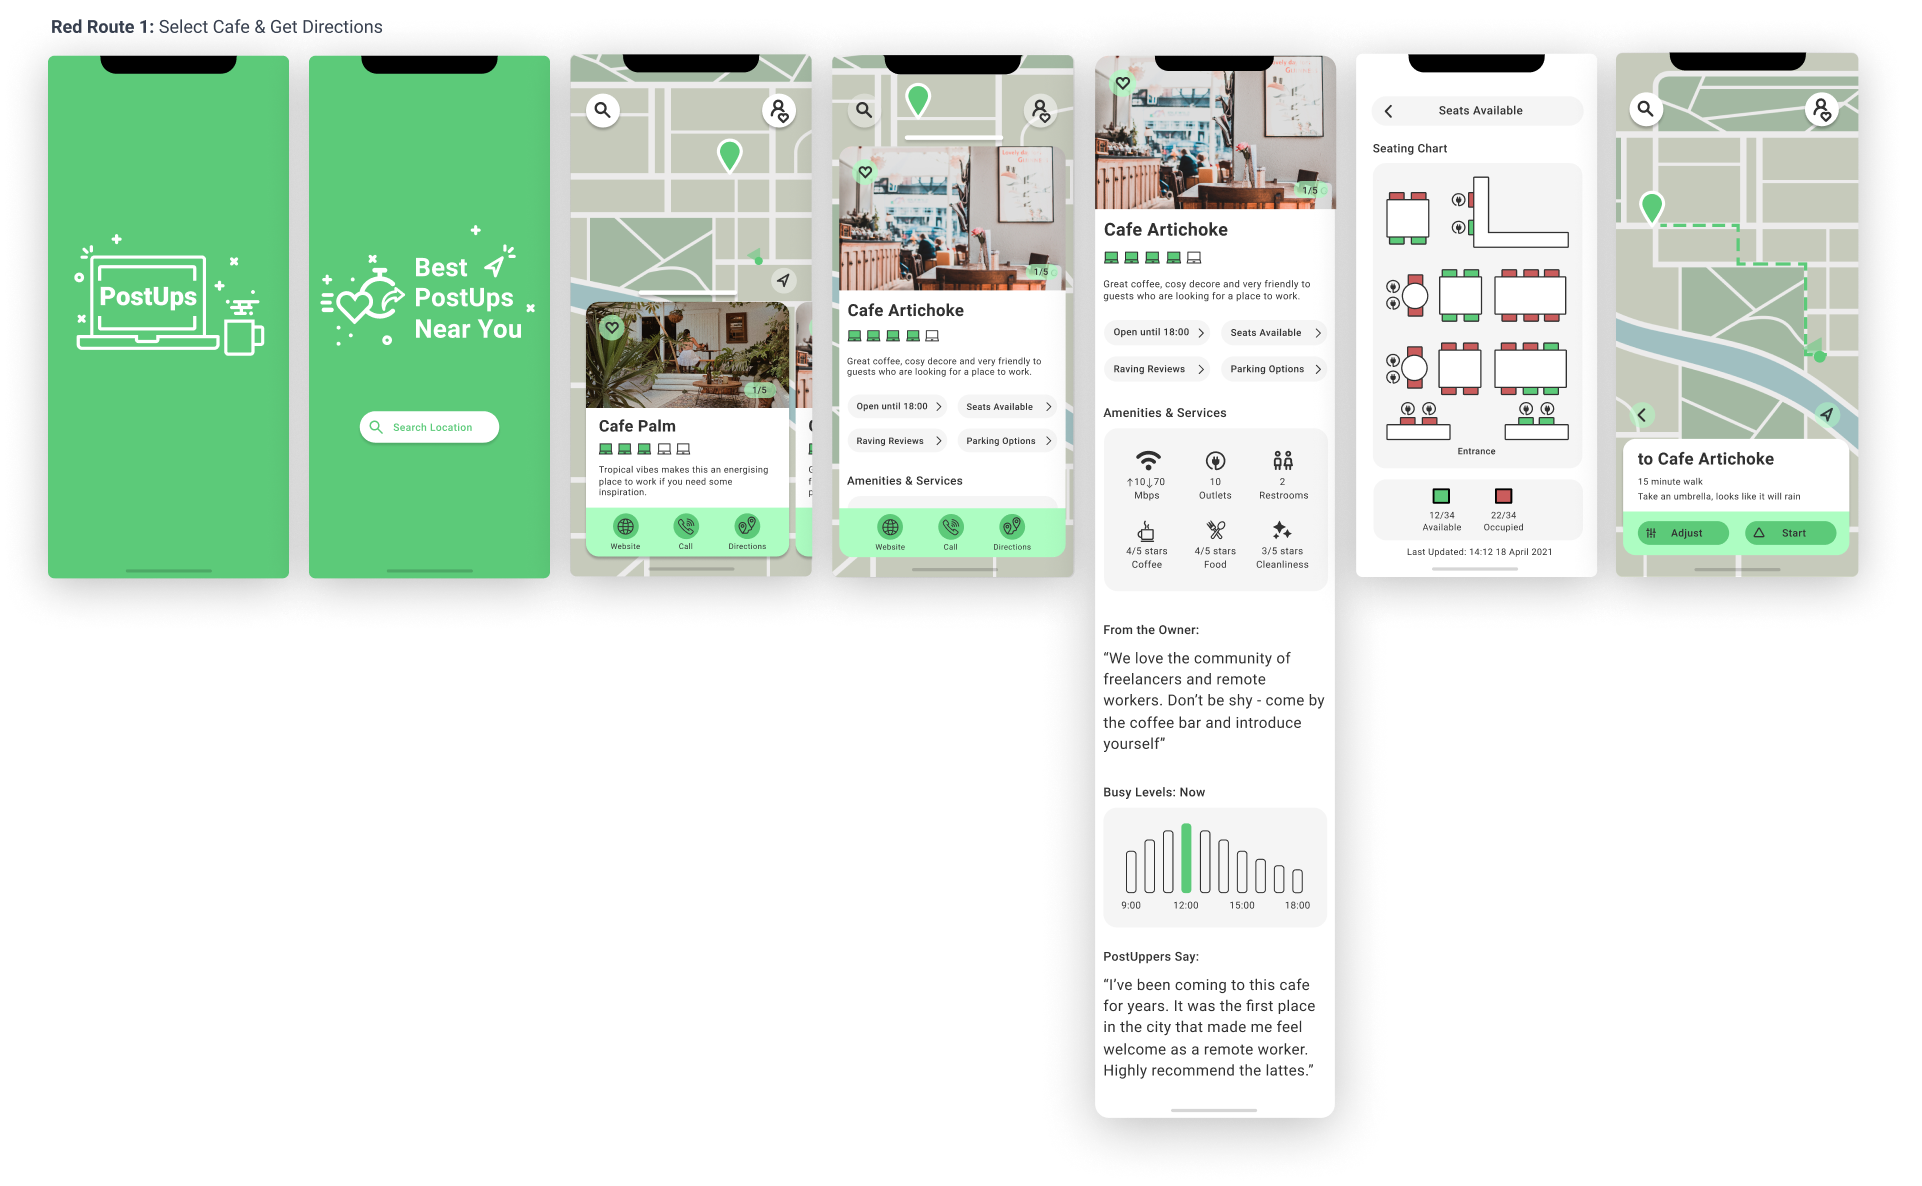 Red Route 1: Select Cafe & Get Directions
PostUps
Best
PostUps
Near You
Search Location
1/5
Cafe Palm
Tropical vibes makes this an energising
place to work if you need some
inspiration.
Website
Call
Directions
1/5
Cafe Artichoke
Great coffee, cosy decore and very friendly to
guests who are looking for a place to work.
Open until 18:00
Seats Available
Raving Reviews
Parking Options
Amenities & Services
Website
Call
Directions
1/5
Cafe Artichoke
Great coffee, cosy decore and very friendly to
guests who are looking for a place to work.
Open until 18:00
Seats Available
Raving Reviews
Parking Options
Amenities & Services
↑10↓70
Mbps
10
Outlets
2
Restrooms
4/5 stars
Coffee
4/5 stars
Food
3/5 stars
Cleanliness
From the Owner:
“We love the community of
freelancers and remote
workers. Don’t be shy - come by
the coffee bar and introduce
yourself”
Busy Levels: Now
9:00
12:00
15:00
18:00
PostUppers Say:
“I’ve been coming to this cafe
for years. It was the first place
in the city that made me feel
welcome as a remote worker.
Highly recommend the lattes.”
Seats Available
Seating Chart
Entrance
12/34
Available
22/34
Occupied
Last Updated: 14:12 18 April 2021
to Cafe Artichoke
15 minute walk
Take an umbrella, looks like it will rain
Adjust
Start